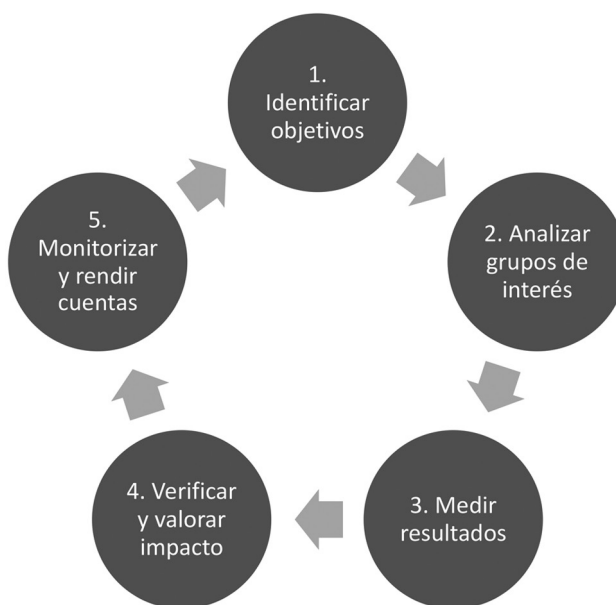 1.
Identificar
objetivos
2. Analizar
grupos de
interés
3. Medir
resultados
4. Verificar
y valorar
impacto
5.
Monitorizar
y rendir
cuentas